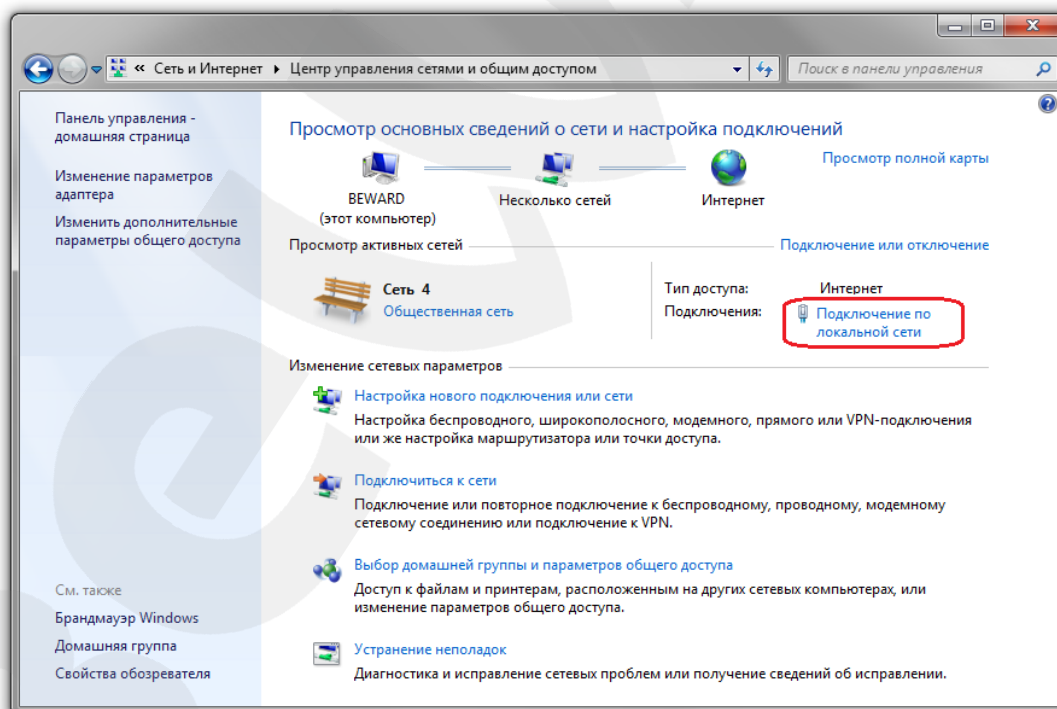 « Сеть и Интернет ▸ Центр управления сетями и общим доступом
Поиск в панели управления
Панель управления -
домашняя страница
Изменение параметров
адаптера
Изменить дополнительные
параметры общего доступа
См. также
Брандмауэр Windows
Домашняя группа
Свойства обозревателя
Просмотр основных сведений о сети и настройка подключений
Просмотр полной карты
BEWARD
(этот компьютер)
Несколько сетей
Интернет
Просмотр активных сетей
Подключение или отключение
Сеть 4
Общественная сеть
Тип доступа: Интернет
Подключения: Подключение по
локальной сети
Изменение сетевых параметров
Настройка нового подключения или сети
Настройка беспроводного, широкополосного, модемного, прямого или VPN-подключения
или же настройка маршрутизатора или точки доступа.
Подключиться к сети
Подключение или повторное подключение к беспроводному, проводному, модемному
сетевому соединению или подключение к VPN.
Выбор домашней группы и параметров общего доступа
Доступ к файлам и принтерам, расположенным на других сетевых компьютерах, или
изменение параметров общего доступа.
Устранение неполадок
Диагностика и исправление сетевых проблем или получение сведений об исправлении.